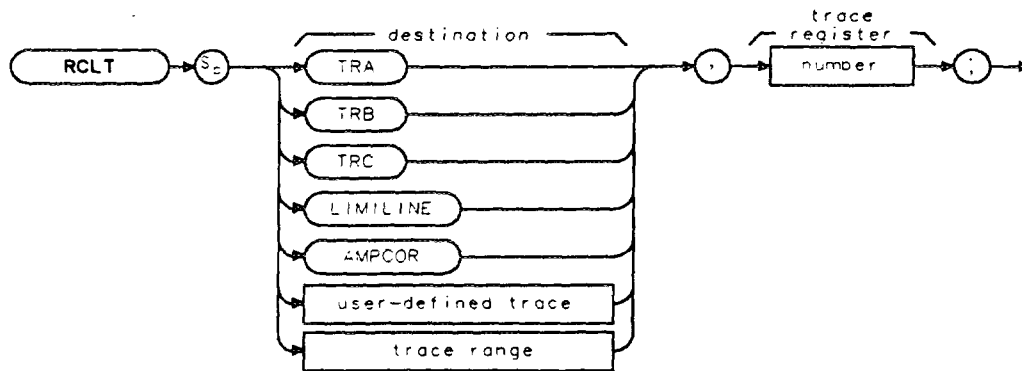 trace
destination
register
RCLT
Sp
TRA
,
number
;
TRB
TRC
LIMILINE
AMPCOR
user-defined trace
trace range